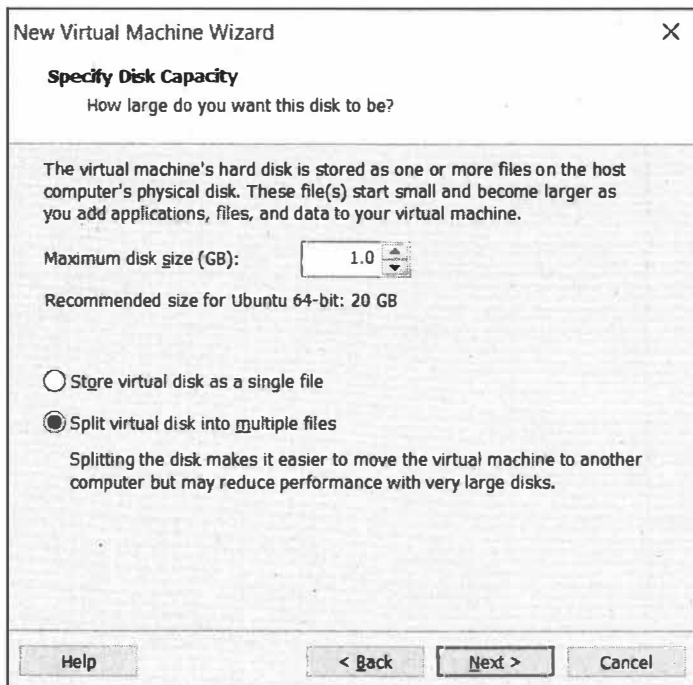 New Virtual Machine Wizard
Specify Disk Capacity
How large do you want this disk to be?
The virtual machine's hard disk is stored as one or more files on the host
computer's physical disk. These file(s) start small and become larger as
you add applications, files, and data to your virtual machine.
Maximum disk size (GB): 1.0
Recommended size for Ubuntu 64-bit: 20 GB
Store virtual disk as a single file
Split virtual disk into multiple files
Splitting the disk makes it easier to move the virtual machine to another
computer but may reduce performance with very large disks.
Help < Back Next > Cancel